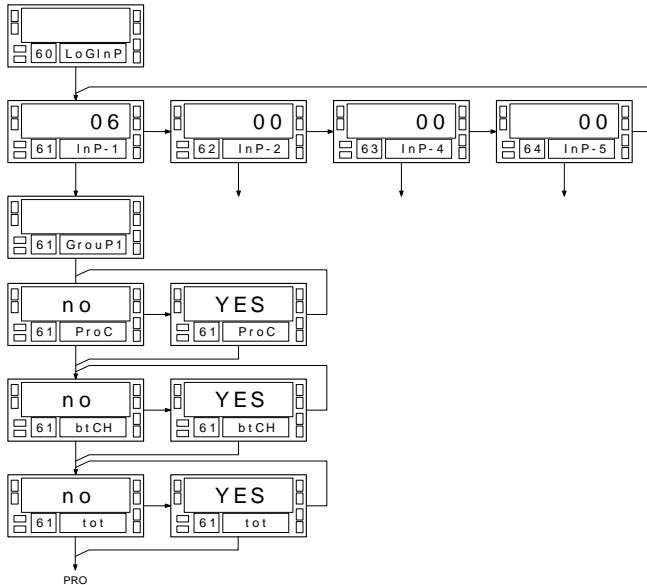 60 LoGInP
06 00 00 00
61 InP-1 62 InP-2 63 InP-4 64 InP-5
61 GrouP1
no YES
61 ProC 61 ProC
no YES
61 btCH 61 btCH
no YES
61 tot 61 tot
PRO